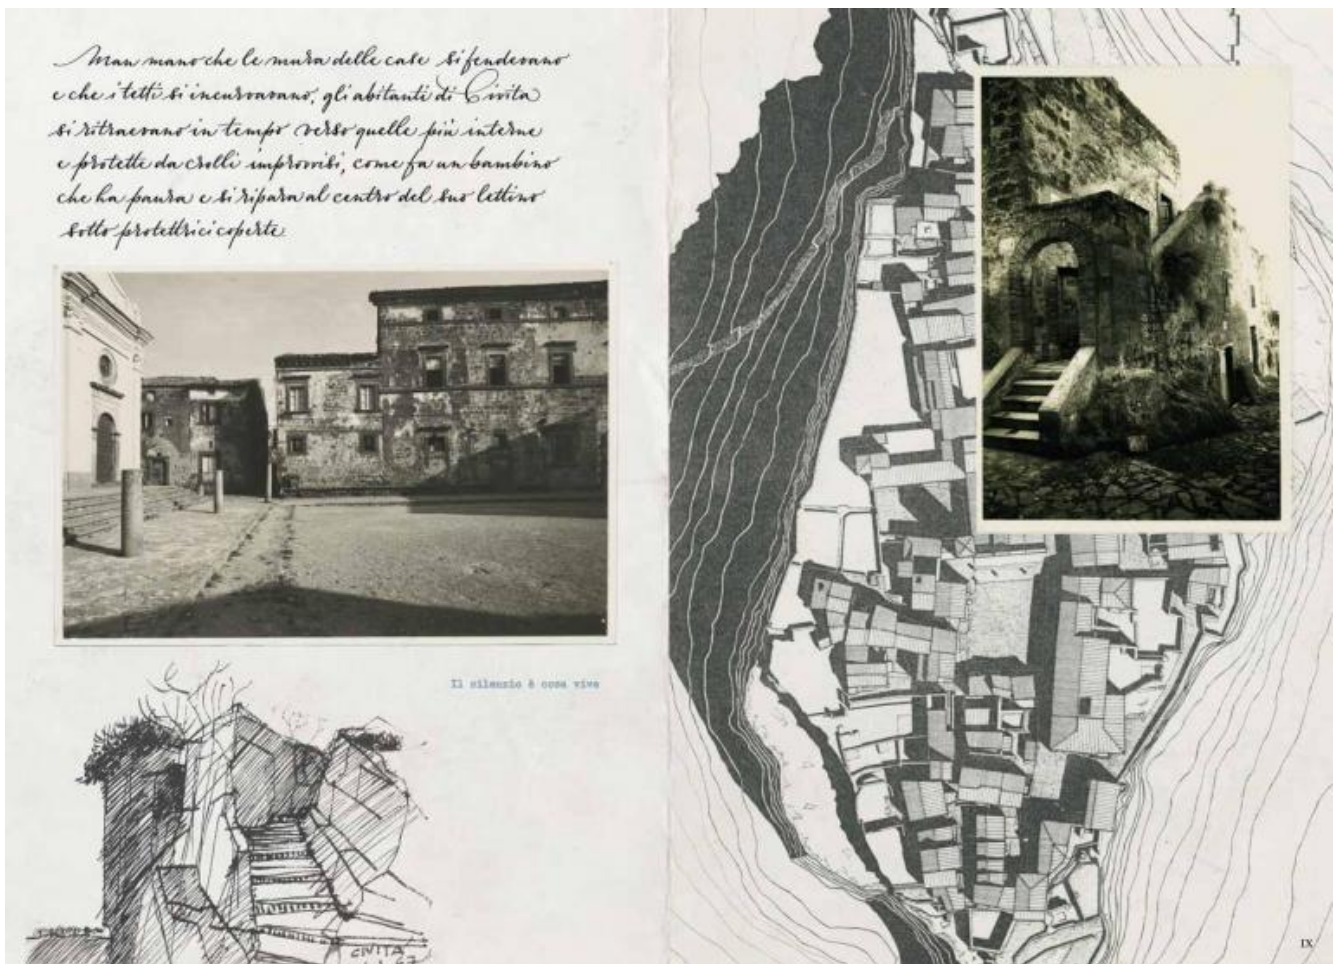 Man mano che le mura delle case si fendevano
e che i tetti si incurvavano, gli abitanti di Civita
si ritraevano in tempo verso quelle più interne
e protette da crolli improvvisi, come fa un bambino
che ha paura e si ripara al centro del suo lettino
sotto protettrici coperte
Il silenzio è cosa viva
CIVITA
IX